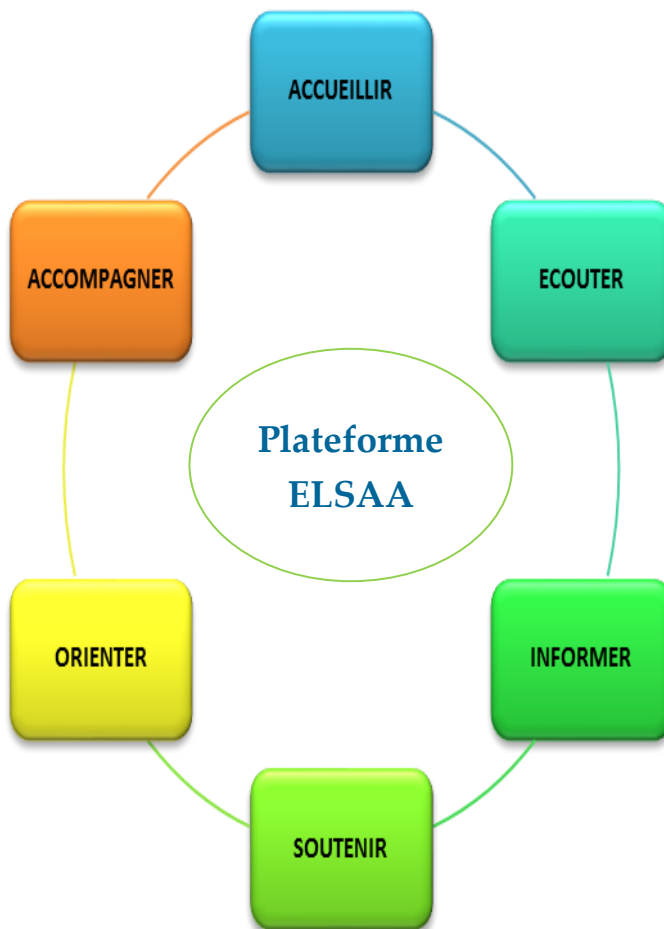 ACCUEILLIR
ECOUTER
INFORMER
SOUTENIR
ORIENTER
ACCOMPAGNER
Plateforme
ELSAA